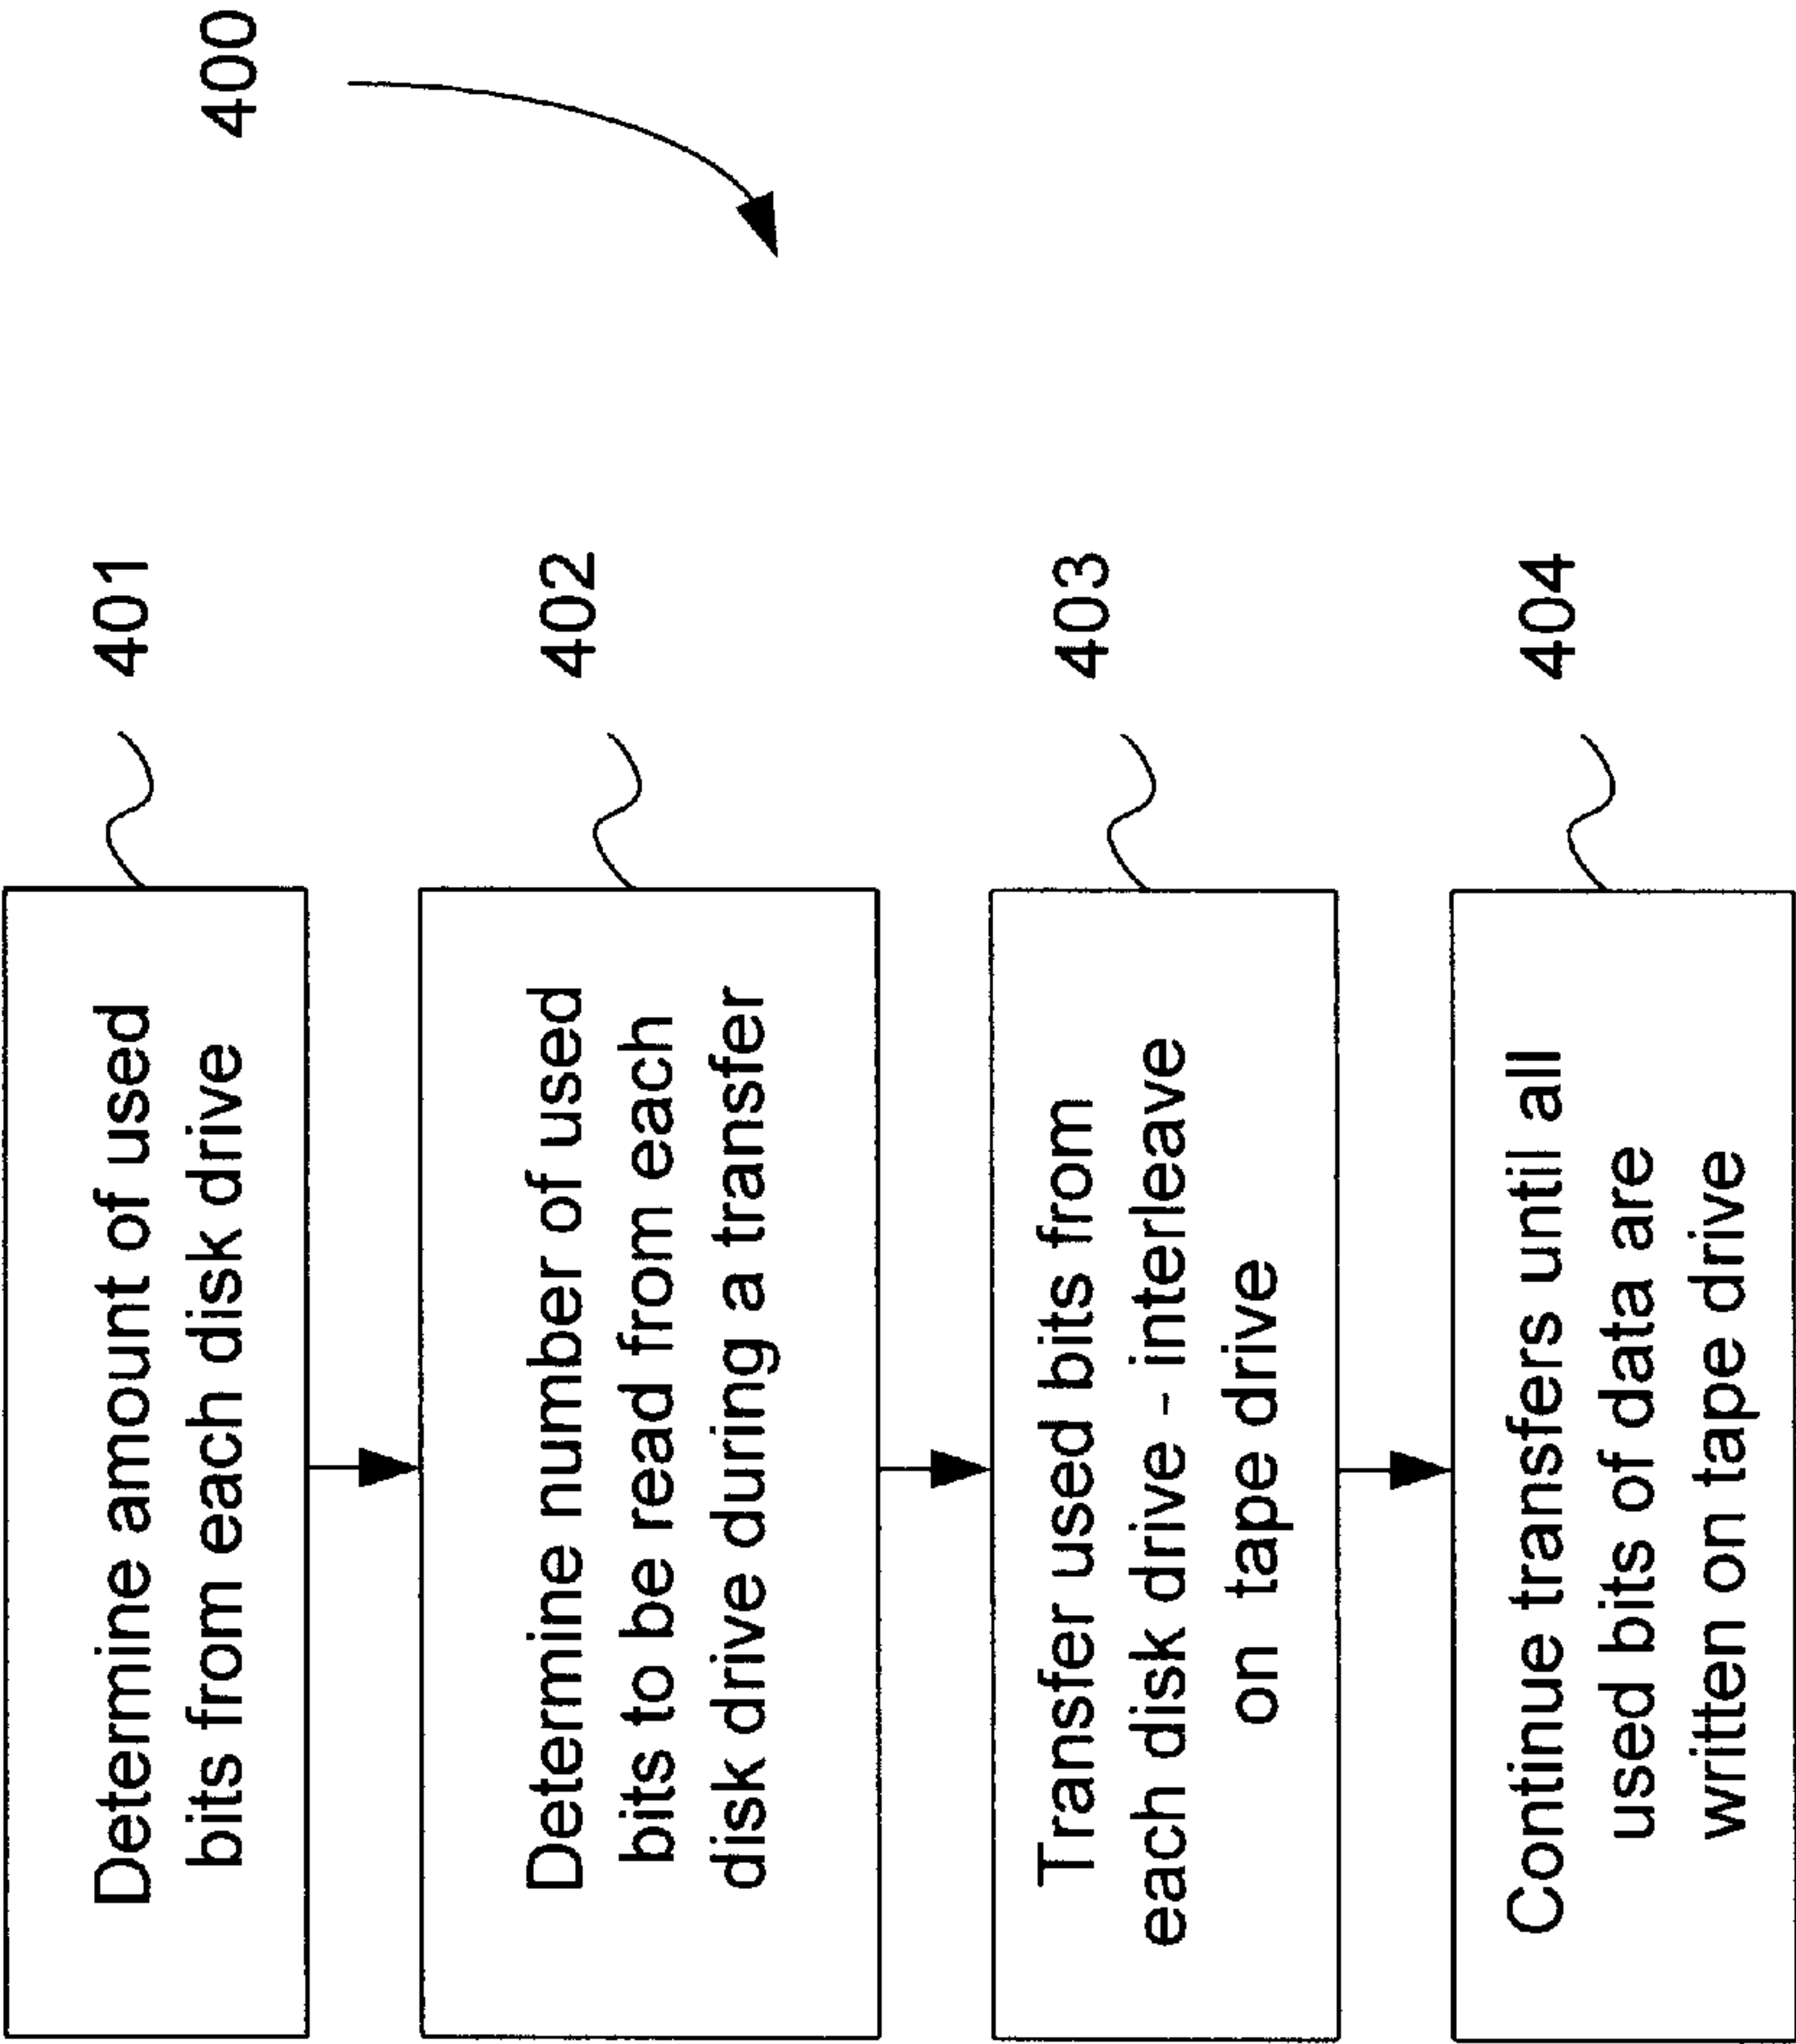 400
Determine amount of used
bits from each disk drive
401
Determine number of used
bits to be read from each
disk drive during a transfer
402
Transfer used bits from
each disk drive - interleave
on tape drive
403
Continue transfers until all
used bits of data are
written on tape drive
404